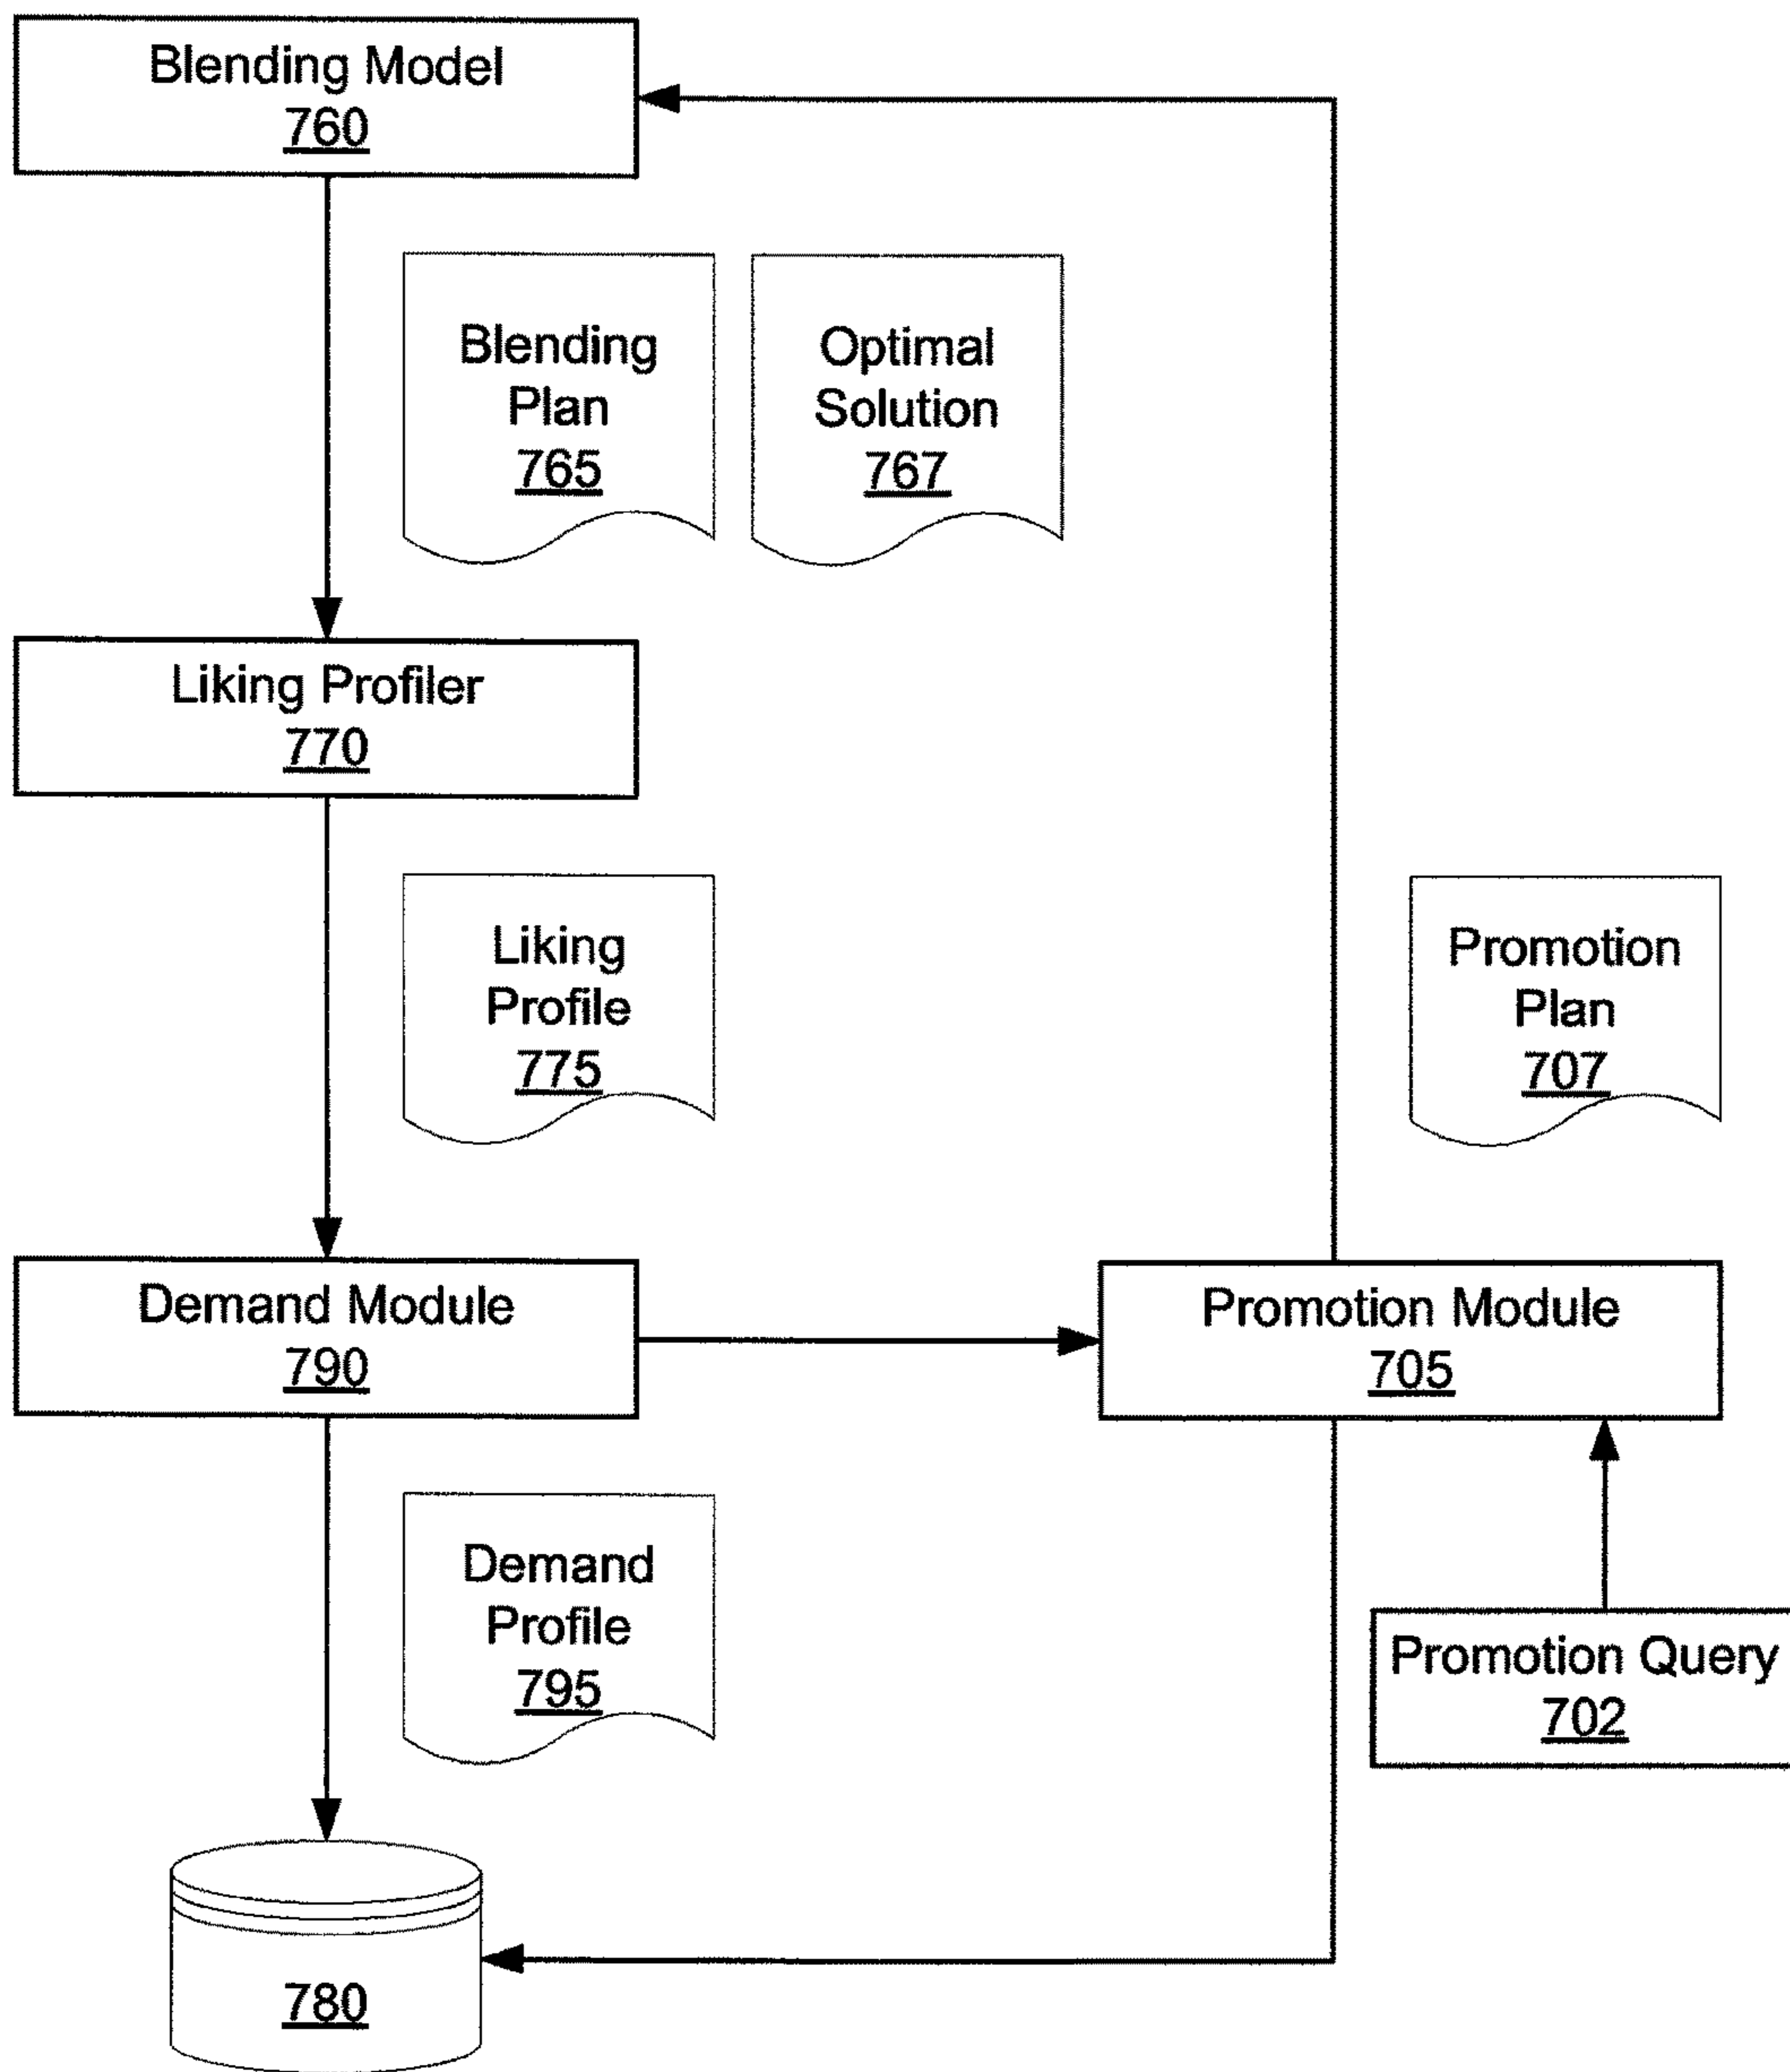 Blending Model
760
Blending
Plan
765
Optimal
Solution
767
Liking Profiler
770
Liking
Profile
775
Promotion
Plan
707
Demand Module
790
Promotion Module
705
Demand
Profile
795
Promotion Query
702
780